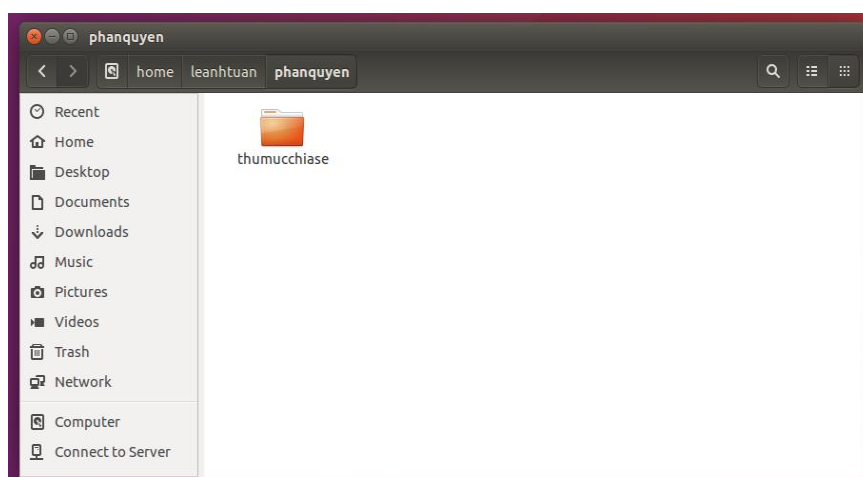 phanquyen
home leanhtuan phanquyen
Recent
Home
Desktop
Documents
Downloads
Music
Pictures
Videos
Trash
Network
Computer
Connect to Server
thumucchiase